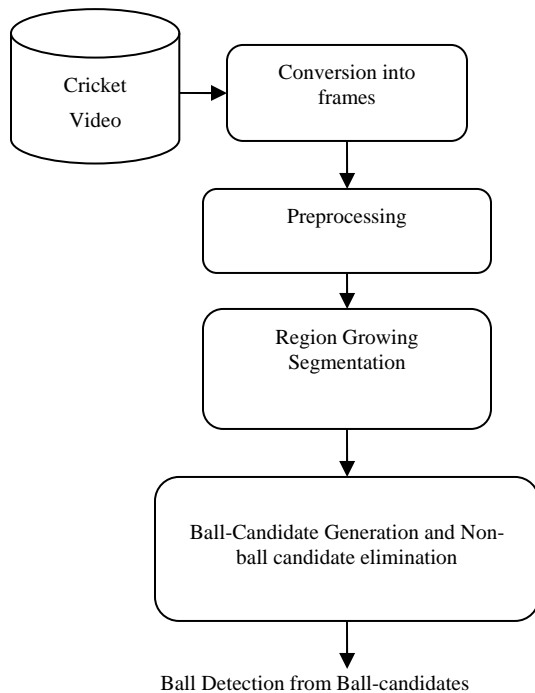 Cricket
Video
Conversion into
frames
Preprocessing
Region Growing
Segmentation
Ball-Candidate Generation and Non-
ball candidate elimination
Ball Detection from Ball-candidates